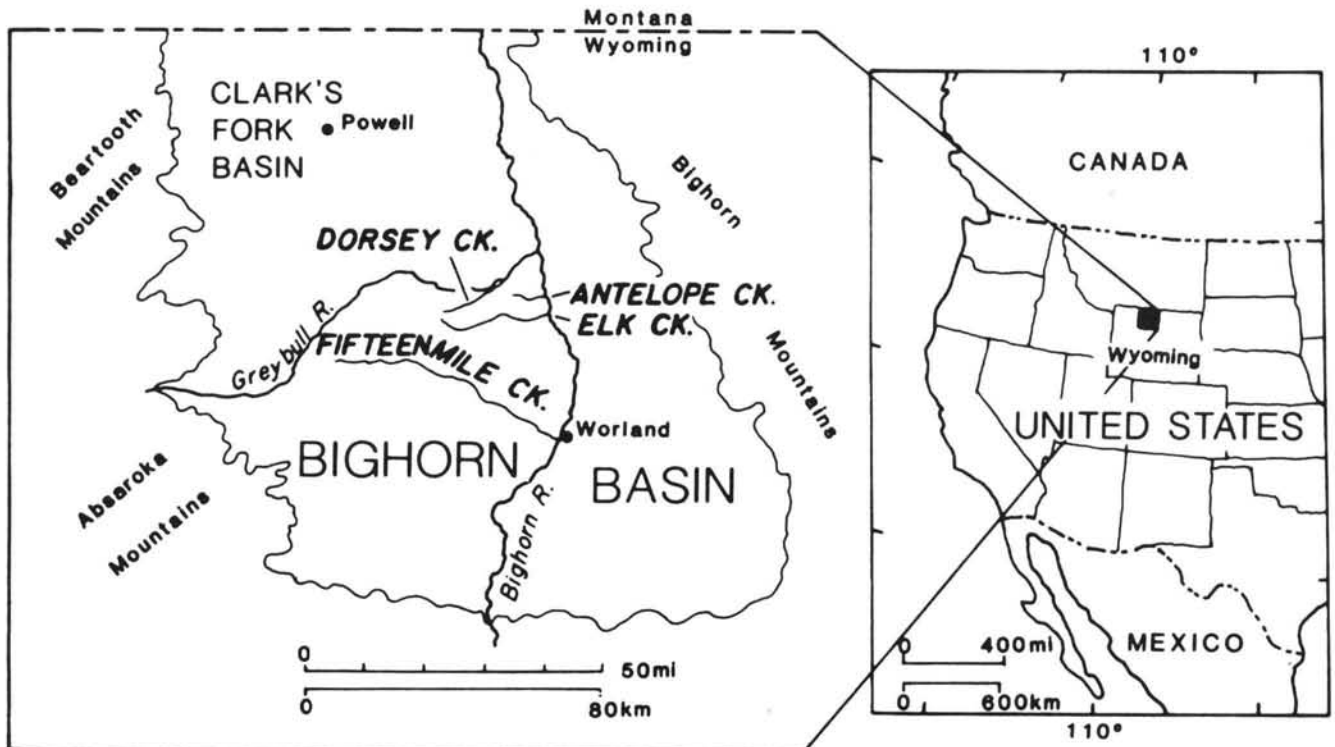 Montana
Wyoming
CLARK'S
FORK
BASIN
Powell
Beartooth
Mountains
Bighorn
Mountains
DORSEY CK.
ANTELOPE CK.
ELK CK.
Greybull R.
FIFTEENMILE CK.
Worland
BIGHORN
BASIN
Absaroka
Mountains
Bighorn R.
0
50mi
0
80km
110°
CANADA
Wyoming
UNITED STATES
MEXICO
0 400mi
0 600km
110°